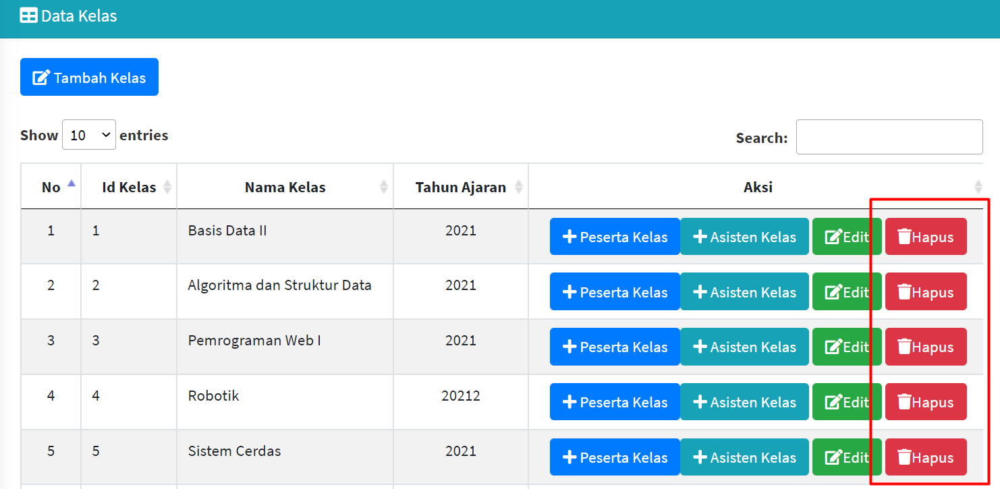 Data Kelas
Tambah Kelas
Show 10 entries
Search:
No Id Kelas Nama Kelas Tahun Ajaran Aksi
1 1 Basis Data II 2021 Peserta Kelas Asisten Kelas Edit Hapus
2 2 Algoritma dan Struktur Data 2021 Peserta Kelas Asisten Kelas Edit Hapus
3 3 Pemrograman Web I 2021 Peserta Kelas Asisten Kelas Edit Hapus
4 4 Robotik 20212 Peserta Kelas Asisten Kelas Edit Hapus
5 5 Sistem Cerdas 2021 Peserta Kelas Asisten Kelas Edit Hapus